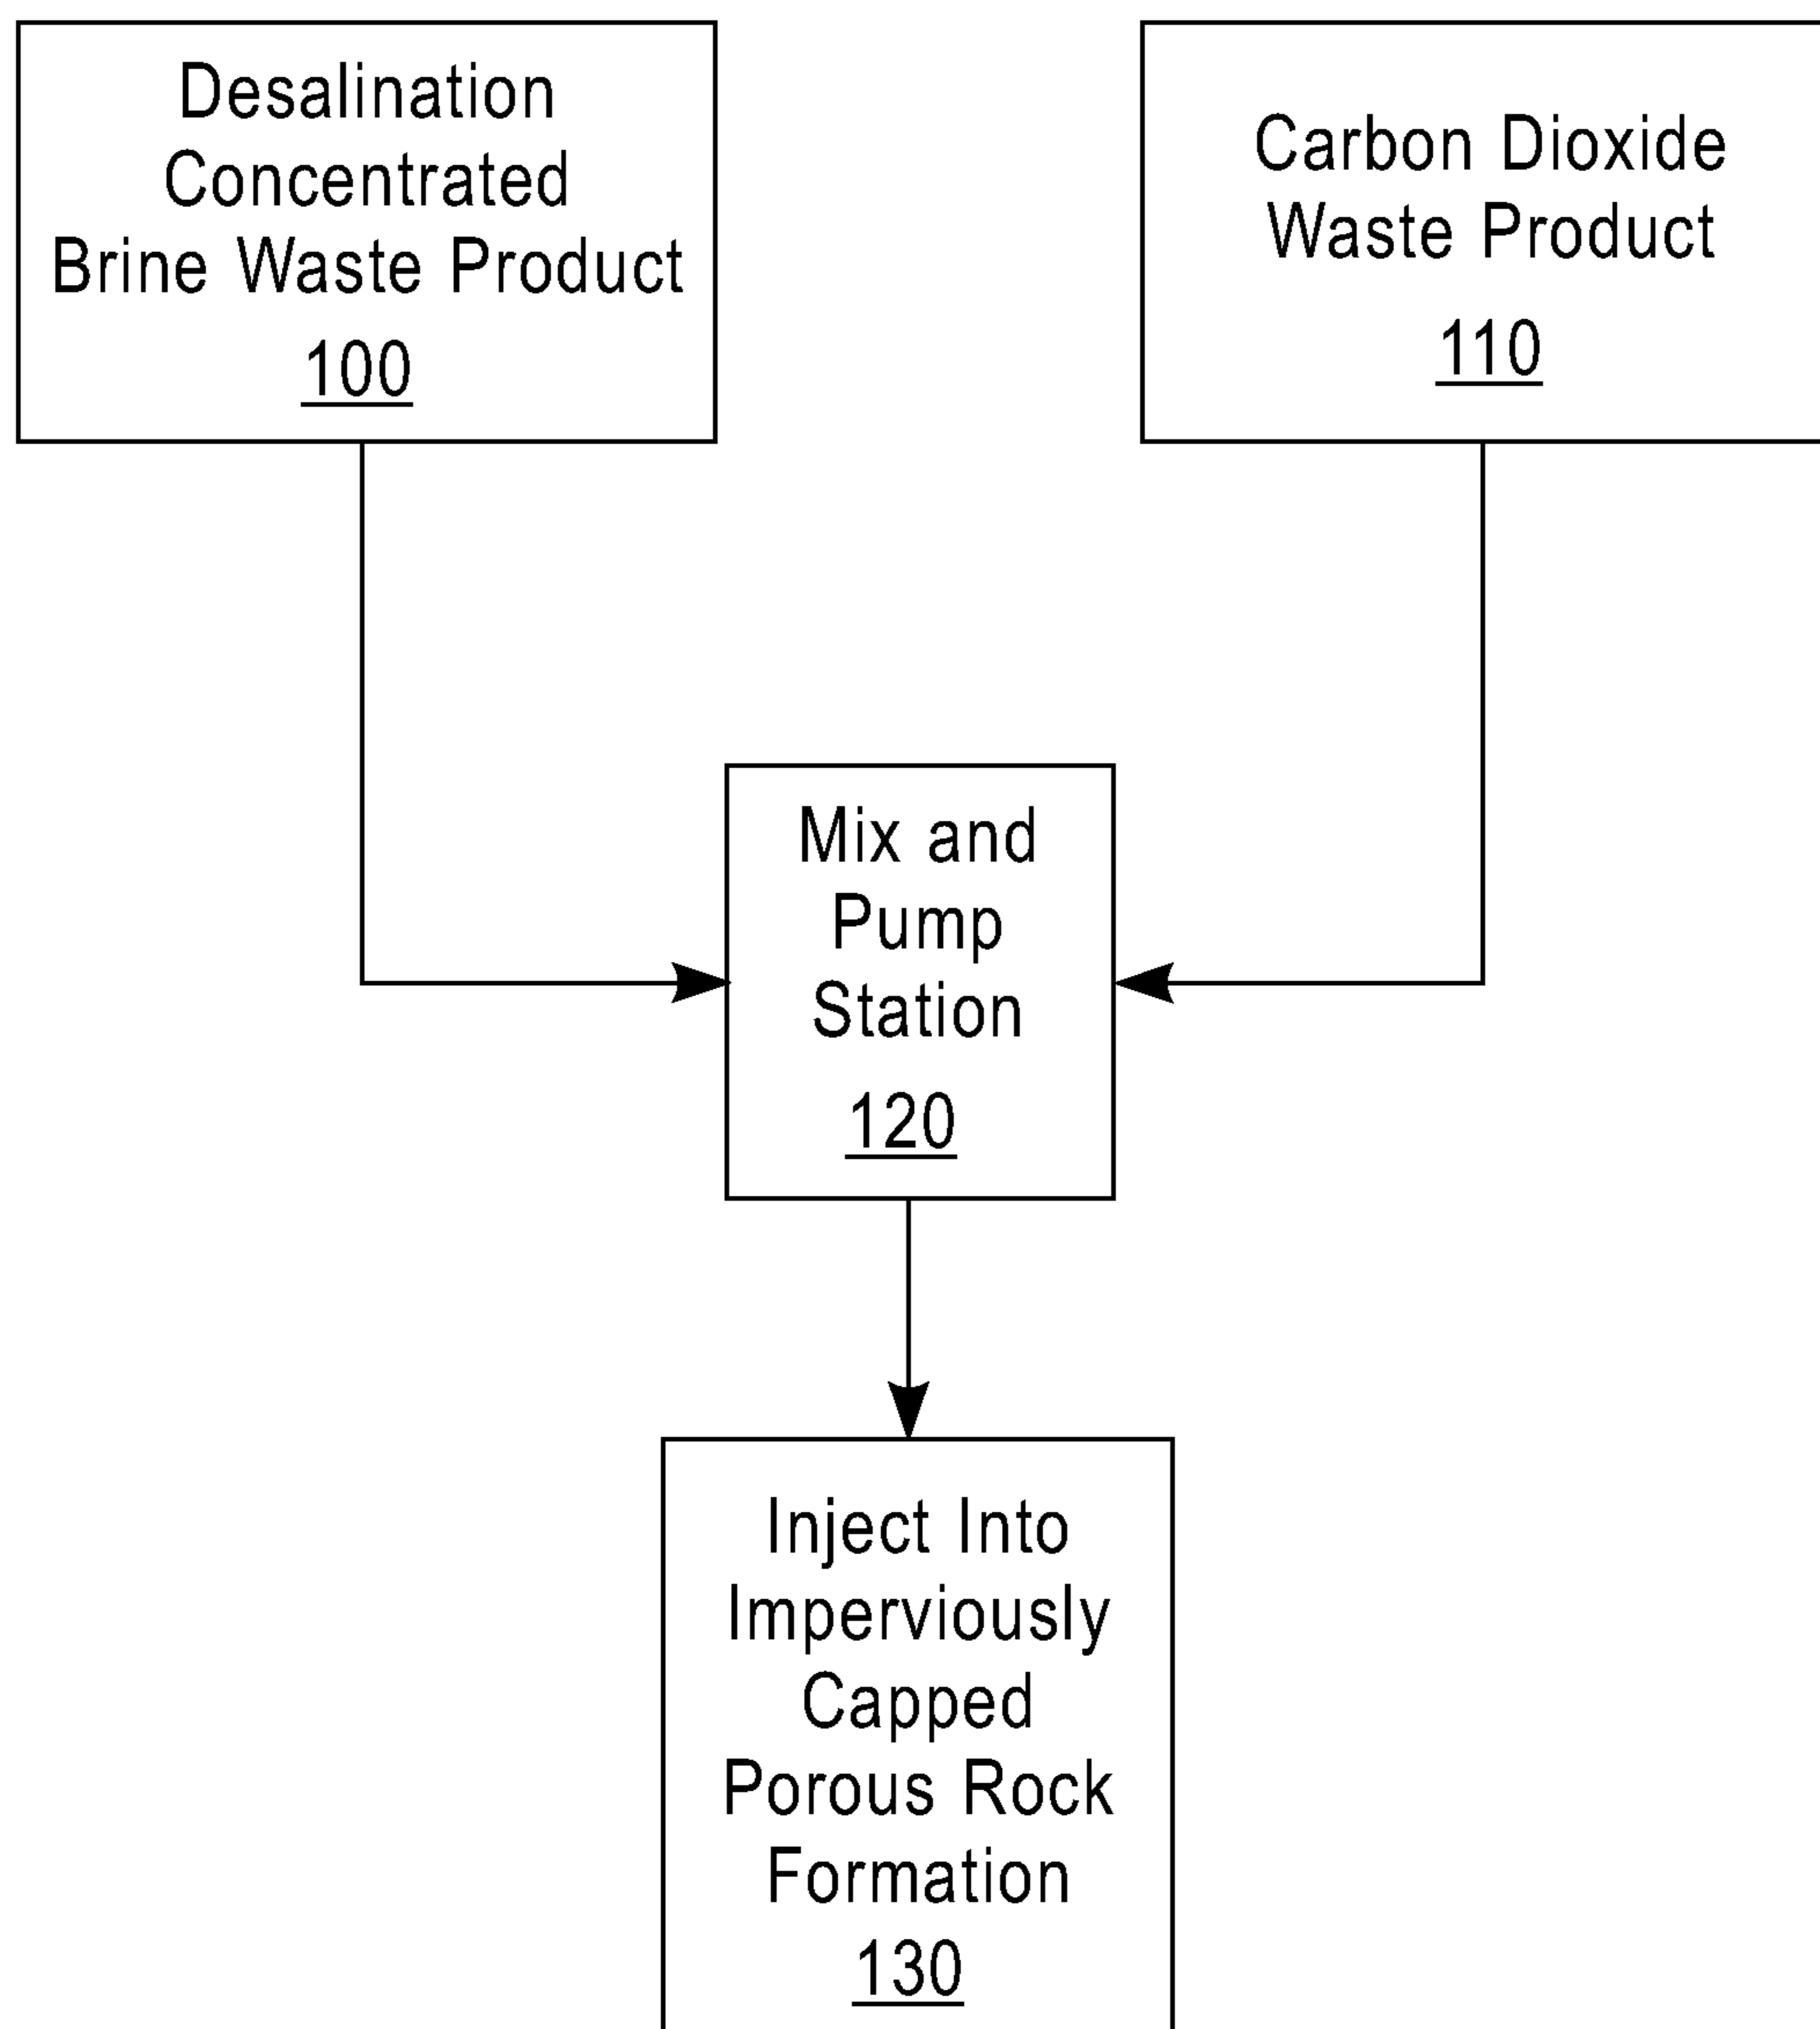 Desalination
Concentrated
Brine Waste Product
100
Carbon Dioxide
Waste Product
110
Mix and
Pump
Station
120
Inject Into
Imperviously
Capped
Porous Rock
Formation
130